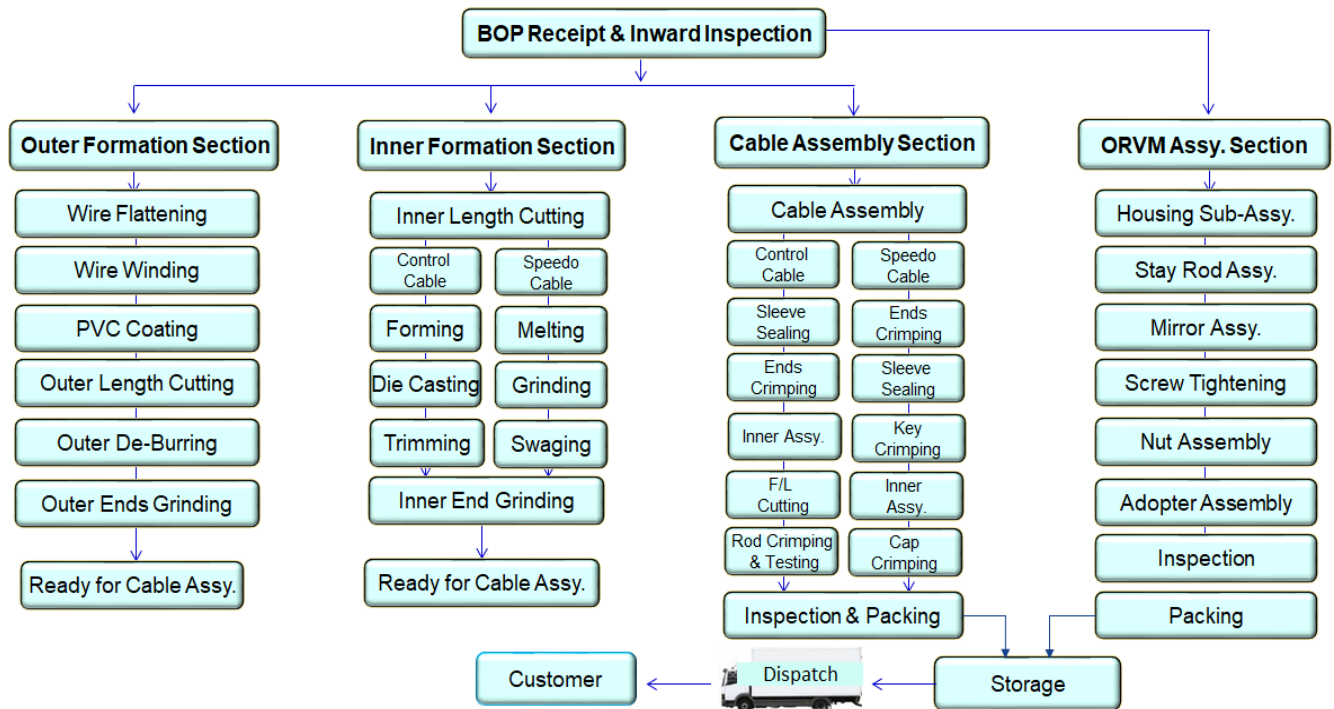 BOP Receipt & Inward Inspection
Outer Formation Section
Wire Flattening
Wire Winding
PVC Coating
Outer Length Cutting
Outer De-Burring
Outer Ends Grinding
Ready for Cable Assy.
Inner Formation Section
Inner Length Cutting
Control
Cable
Forming
Die Casting
Trimming
Speedo
Cable
Melting
Grinding
Swaging
Inner End Grinding
Ready for Cable Assy.
Cable Assembly Section
Cable Assembly
Control
Cable
Sleeve
Sealing
Ends
Crimping
Inner Assy.
F/L
Cutting
Rod Crimping
& Testing
Speedo
Cable
Ends
Crimping
Sleeve
Sealing
Key
Crimping
Inner
Assy.
Cap
Crimping
Inspection & Packing
ORVM Assy. Section
Housing Sub-Assy.
Stay Rod Assy.
Mirror Assy.
Screw Tightening
Nut Assembly
Adopter Assembly
Inspection
Packing
Storage
Dispatch
Customer